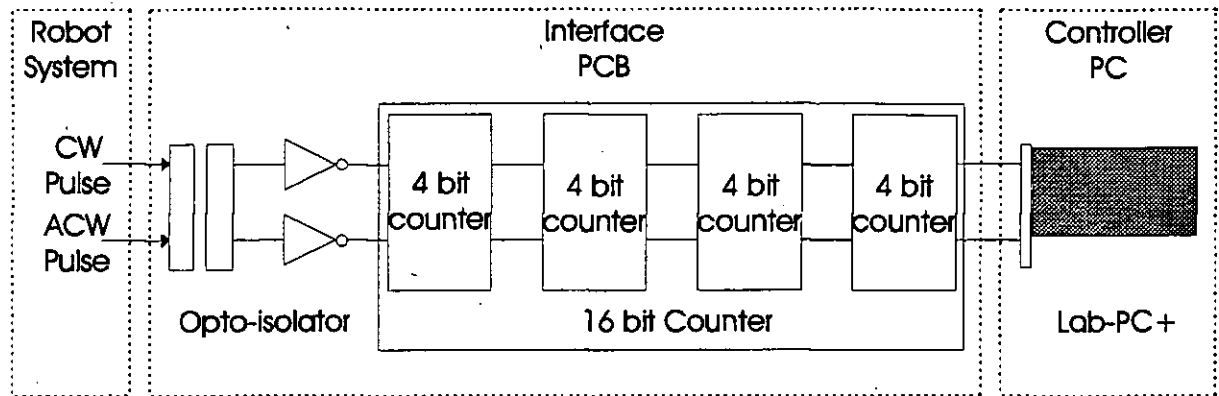 Robot
System
Interface
PCB
Controller
PC
CW
Pulse
ACW
Pulse
4 bit
counter
4 bit
counter
4 bit
counter
4 bit
counter
Opto-isolator
16 bit Counter
Lab-PC+